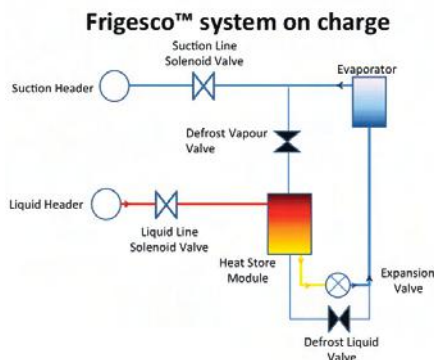 Frigesco™ system on charge
Suction Line
Solenoid Valve
Evaporator
Suction Header
Defrost Vapour
Valve
Liquid Header
Liquid Line
Solenoid Valve
Heat Store
Module
Expansion
Valve
Defrost Liquid
Valve